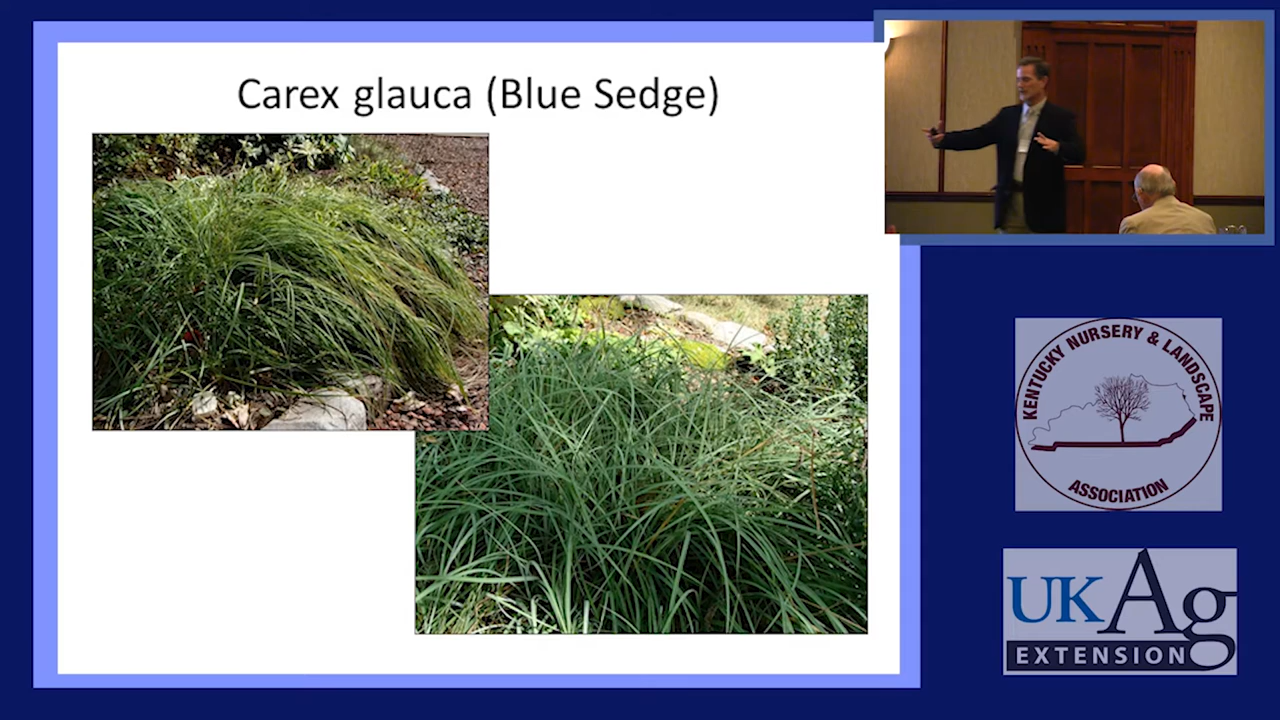 Carex glauca (Blue Sedge)
KENTUCKY NURSERY & LANDSCAPE
ASSOCIATION
UKAg
EXTENSION